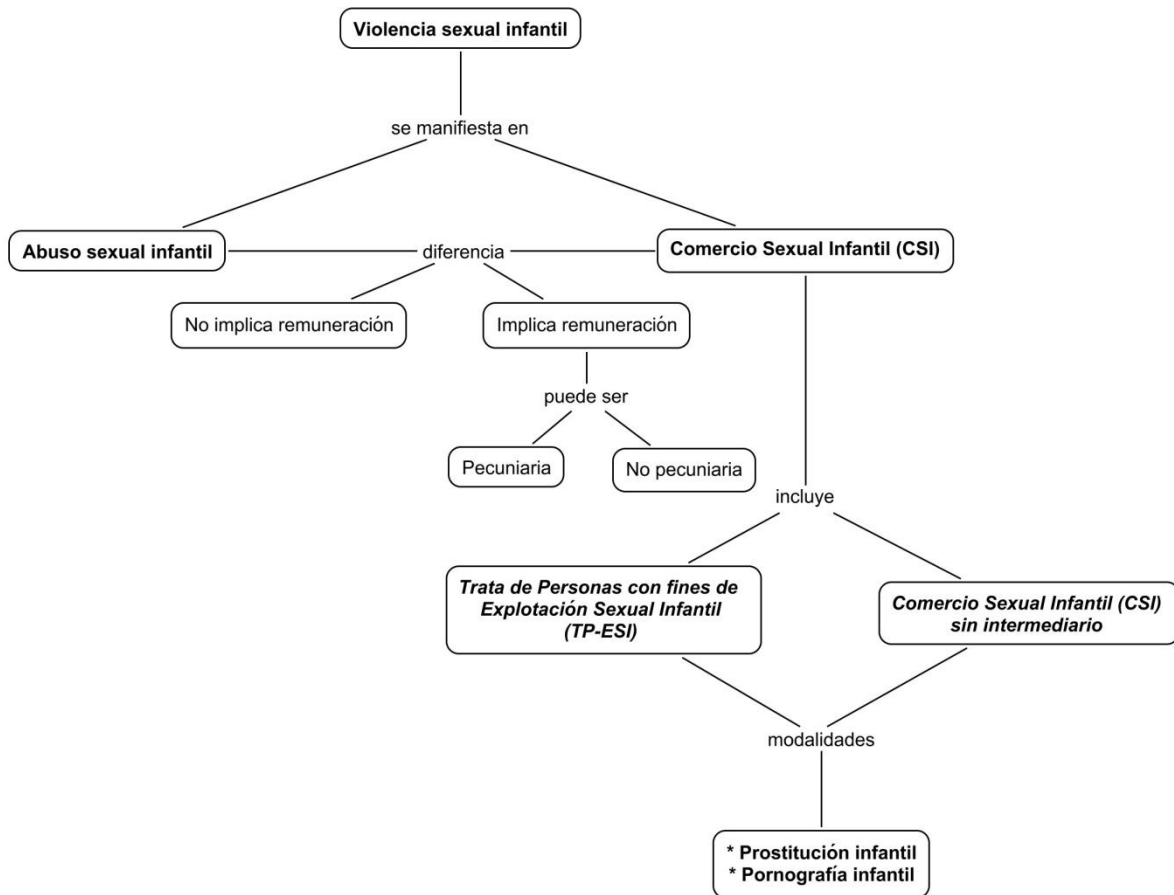 Violencia sexual infantil
se manifiesta en
Abuso sexual infantil
diferencia
Comercio Sexual Infantil (CSI)
No implica remuneración
Implica remuneración
puede ser
Pecuniaria
No pecuniaria
incluye
Trata de Personas con fines de
Explotación Sexual Infantil
(TP-ESI)
Comercio Sexual Infantil (CSI)
sin intermediario
modalidades
* Prostitución infantil
* Pornografía infantil